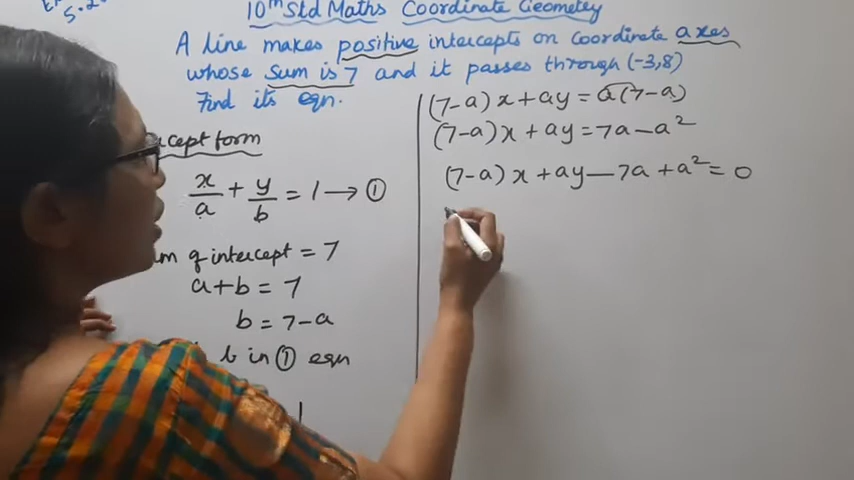 5.2
10th Std Maths Coordinate Geometry
A line makes positive intercepts on coordinate axes
whose sum is 7 and it passes through (-3,8)
Find its eqn.
form
x/a + y/b = 1 → ①
of intercept = 7
a+b = 7
b = 7-a
b in ① eqn
(7-a)x + ay = a(7-a)
(7-a)x + ay = 7a - a²
(7-a)x + ay - 7a + a² = 0